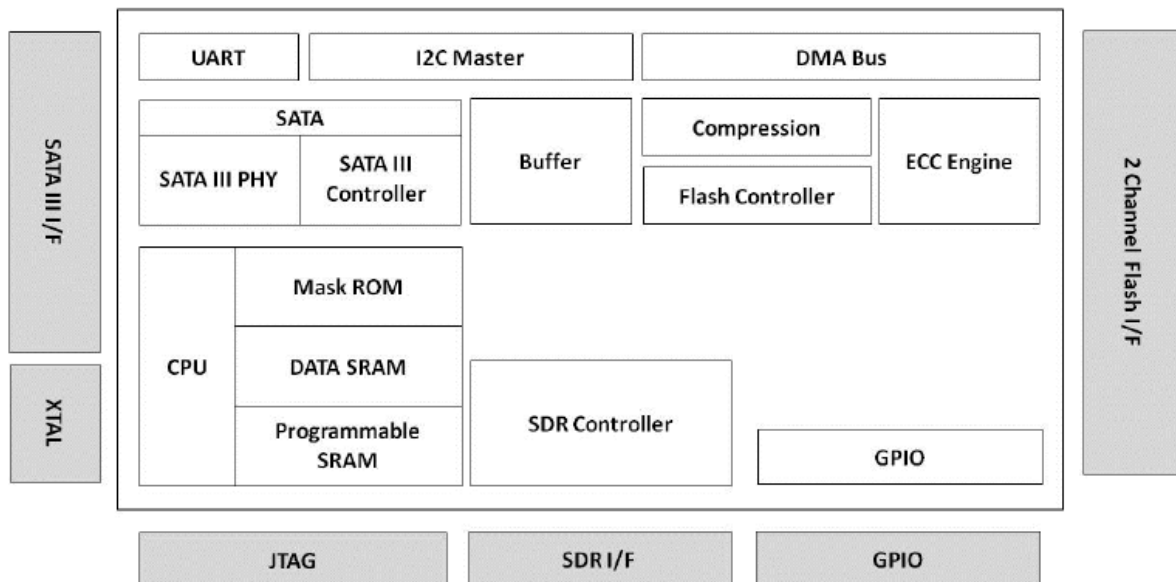 UART
I2C Master
DMA Bus
SATA III I/F
SATA
SATA III PHY
SATA III
Controller
Buffer
Compression
Flash Controller
ECC Engine
2 Channel Flash I/F
CPU
Mask ROM
DATA SRAM
Programmable
SRAM
SDR Controller
GPIO
XTAL
JTAG
SDR I/F
GPIO